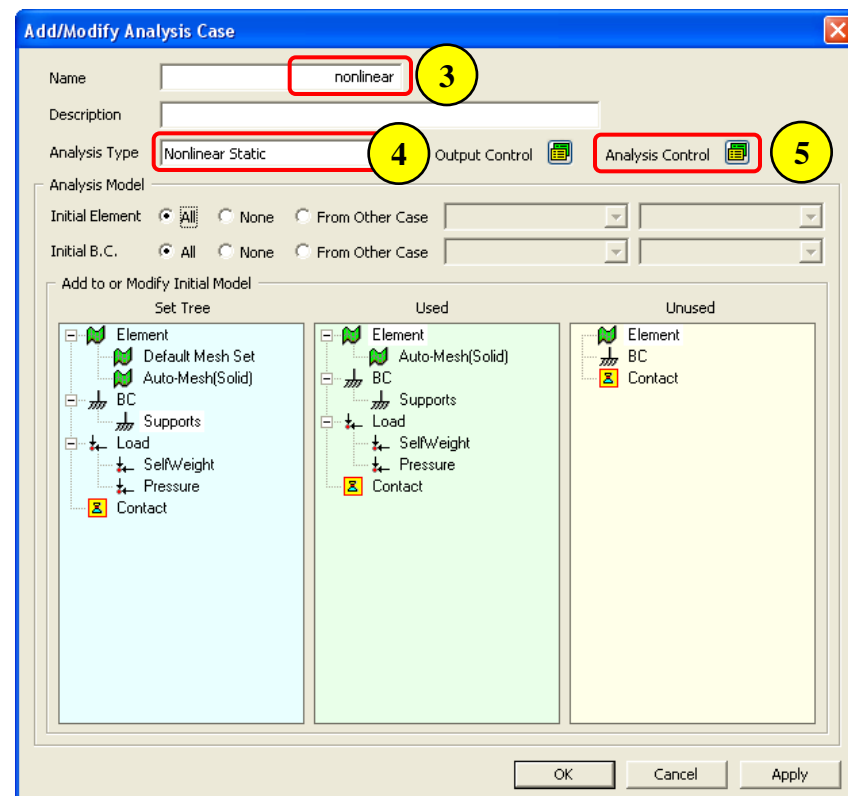 Add/Modify Analysis Case
Name nonlinear 3
Description
Analysis Type Nonlinear Static 4 Output Control Analysis Control 5
Analysis Model
Initial Element All None From Other Case
Initial B.C. All None From Other Case
Add to or Modify Initial Model
Set Tree Used Unused
Element Element Element
Default Mesh Set Auto-Mesh(Solid) BC
Auto-Mesh(Solid) BC Contact
BC Supports
Supports Load
Load SelfWeight
SelfWeight Pressure
Pressure Contact
Contact
OK Cancel Apply